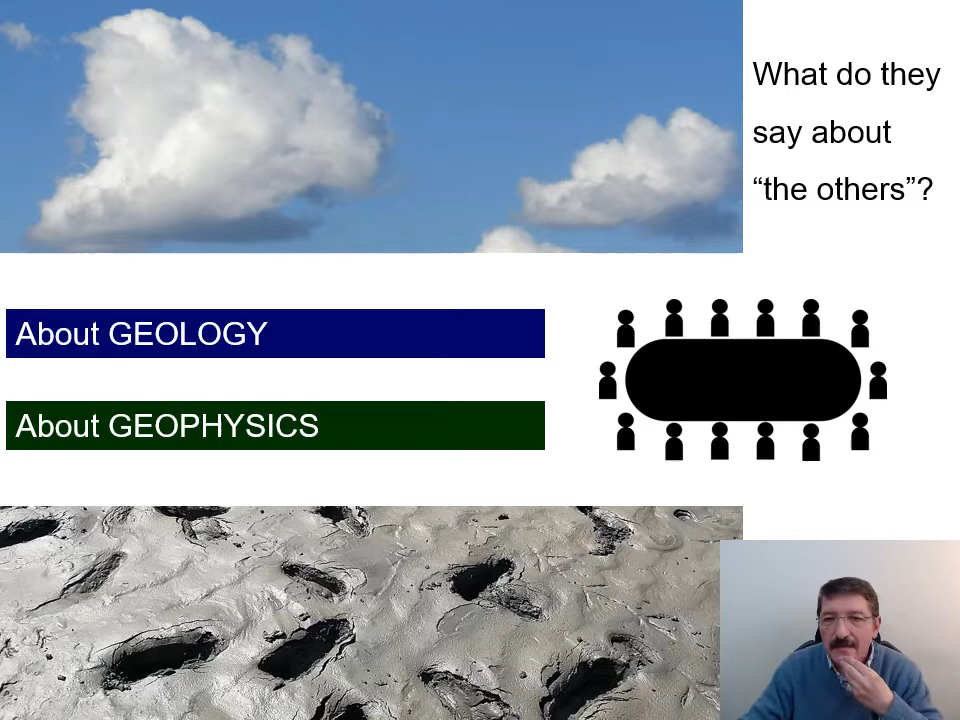 What do they
say about
“the others”?
About GEOLOGY
About GEOPHYSICS